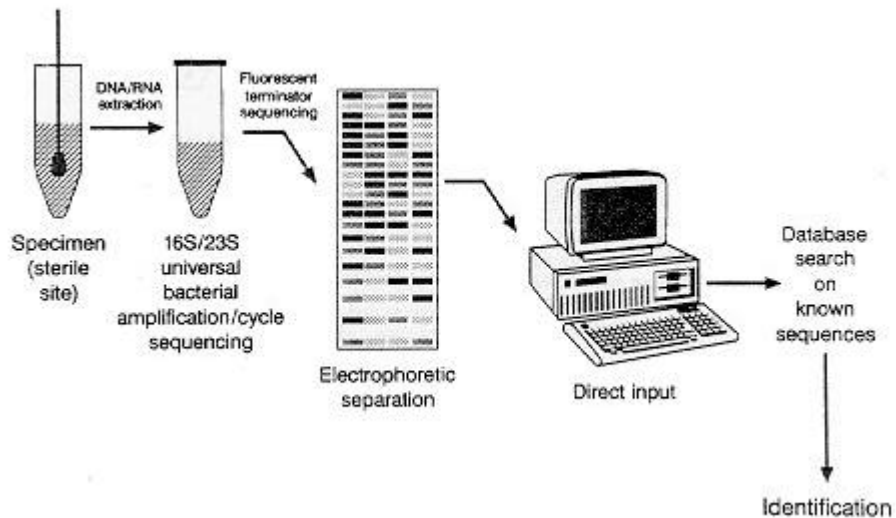 DNA/RNA
extraction
Fluorescent
terminator
sequencing
Specimen
(sterile
site)
16S/23S
universal
bacterial
amplification/cycle
sequencing
Electrophoretic
separation
Direct input
Database
search
on
known
sequences
Identification